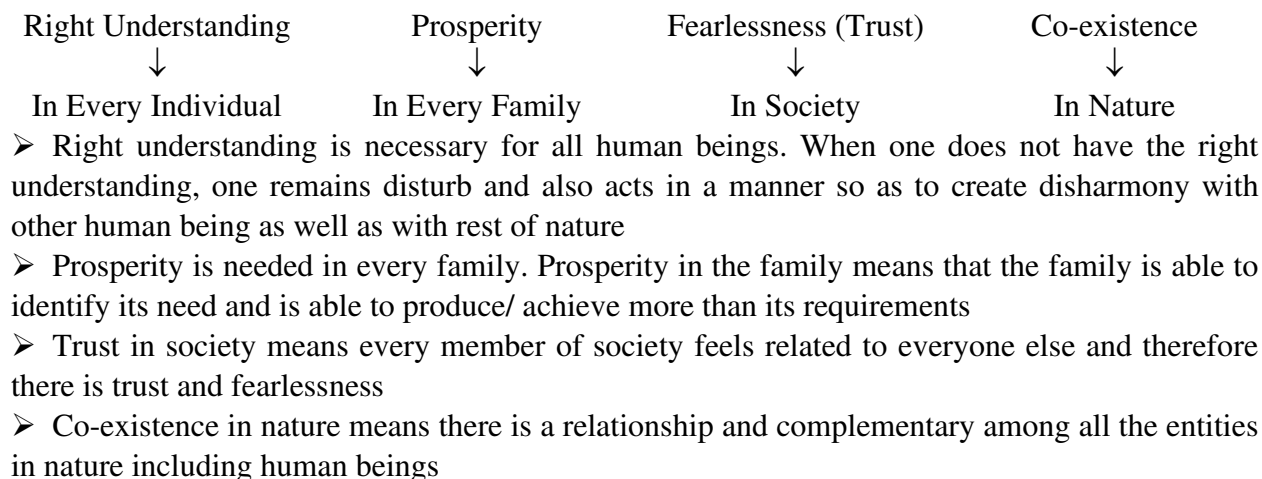 Right Understanding Prosperity Fearlessness (Trust) Co-existence
↓ ↓ ↓ ↓
In Every Individual In Every Family In Society In Nature
➢ Right understanding is necessary for all human beings. When one does not have the right
understanding, one remains disturb and also acts in a manner so as to create disharmony with
other human being as well as with rest of nature
➢ Prosperity is needed in every family. Prosperity in the family means that the family is able to
identify its need and is able to produce/ achieve more than its requirements
➢ Trust in society means every member of society feels related to everyone else and therefore
there is trust and fearlessness
➢ Co-existence in nature means there is a relationship and complementary among all the entities
in nature including human beings